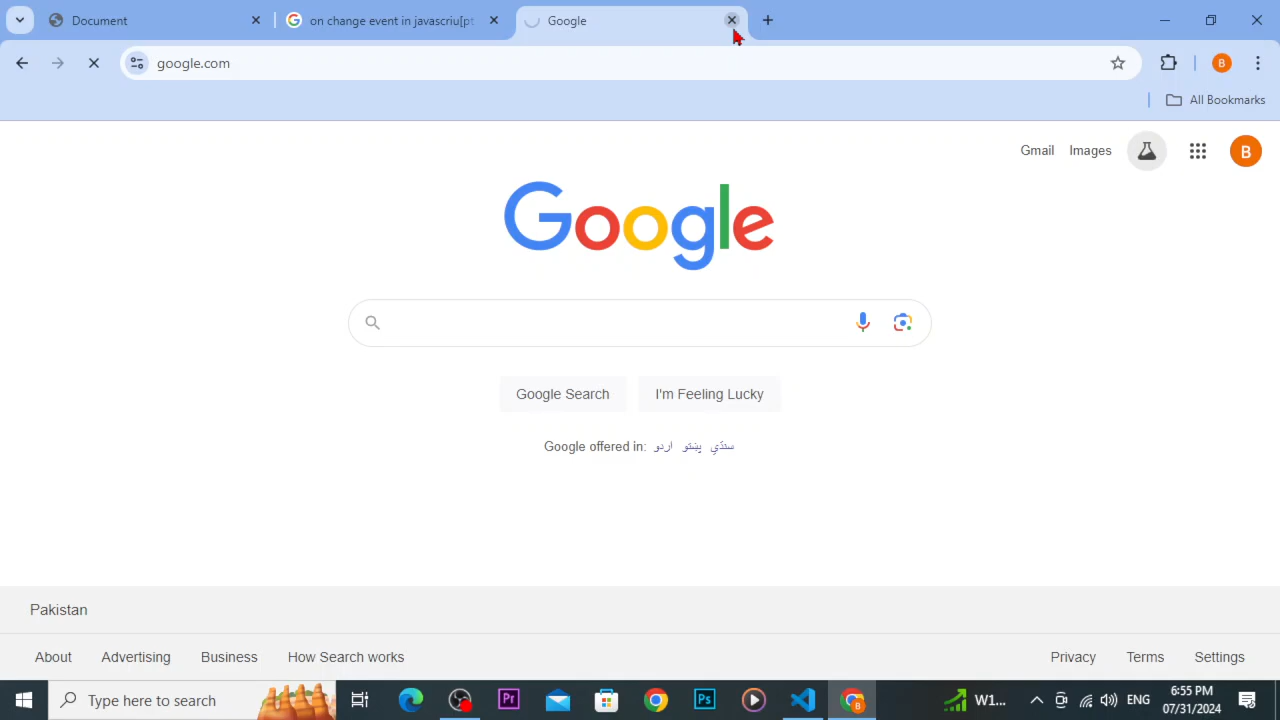 Document
on change event in javascriu[pt
Google
google.com
B
All Bookmarks
Gmail Images B
Google
Google Search
I'm Feeling Lucky
Google offered in: اردو پښتو سنڌي
Pakistan
About Advertising Business How Search works
Privacy Terms Settings
Type here to search
Pr
Ps
B
W1...
ENG
6:55 PM
07/31/2024